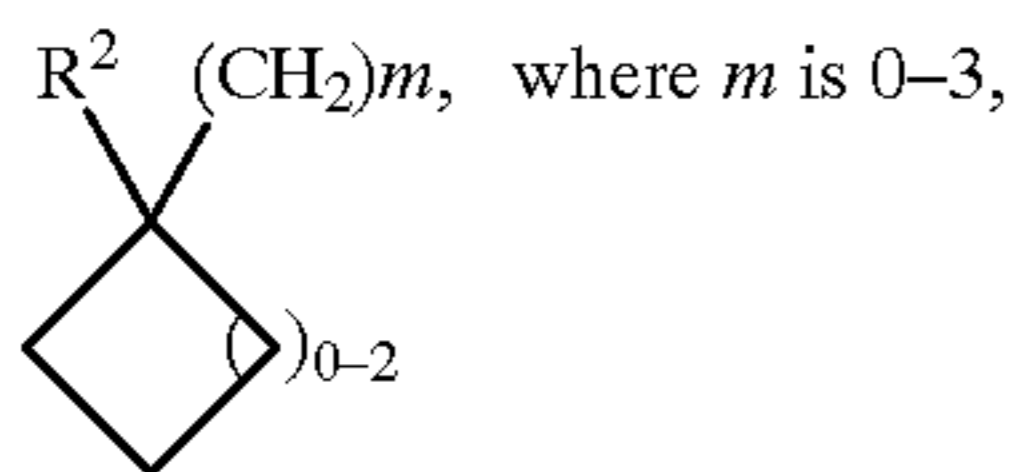 R² (CH₂)m, where m is 0–3,
( )₀₋₂